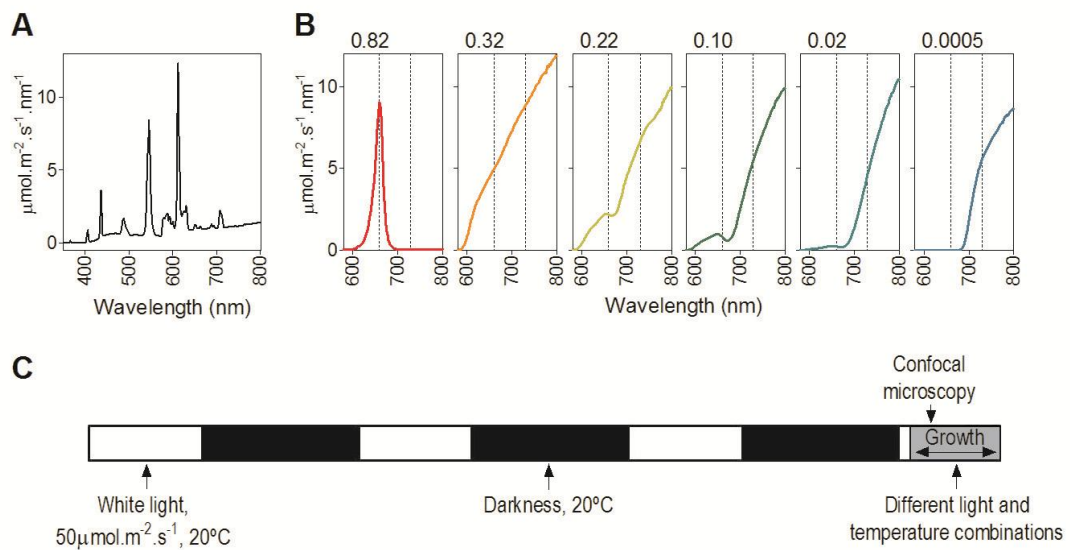 A
B
0.82 0.32 0.22 0.10 0.02 0.0005
μmol.m-2.s-1.nm-1
10
5
0
400 500 600 700 800
Wavelength (nm)
μmol.m-2.s-1.nm-1
10
5
0
600 700 800 600 700 800 600 700 800 600 700 800 600 700 800 600 700 800
Wavelength (nm)
C
Confocal
microscopy
Growth
White light,
50μmol.m-2.s-1, 20ºC
Darkness, 20ºC
Different light and
temperature combinations